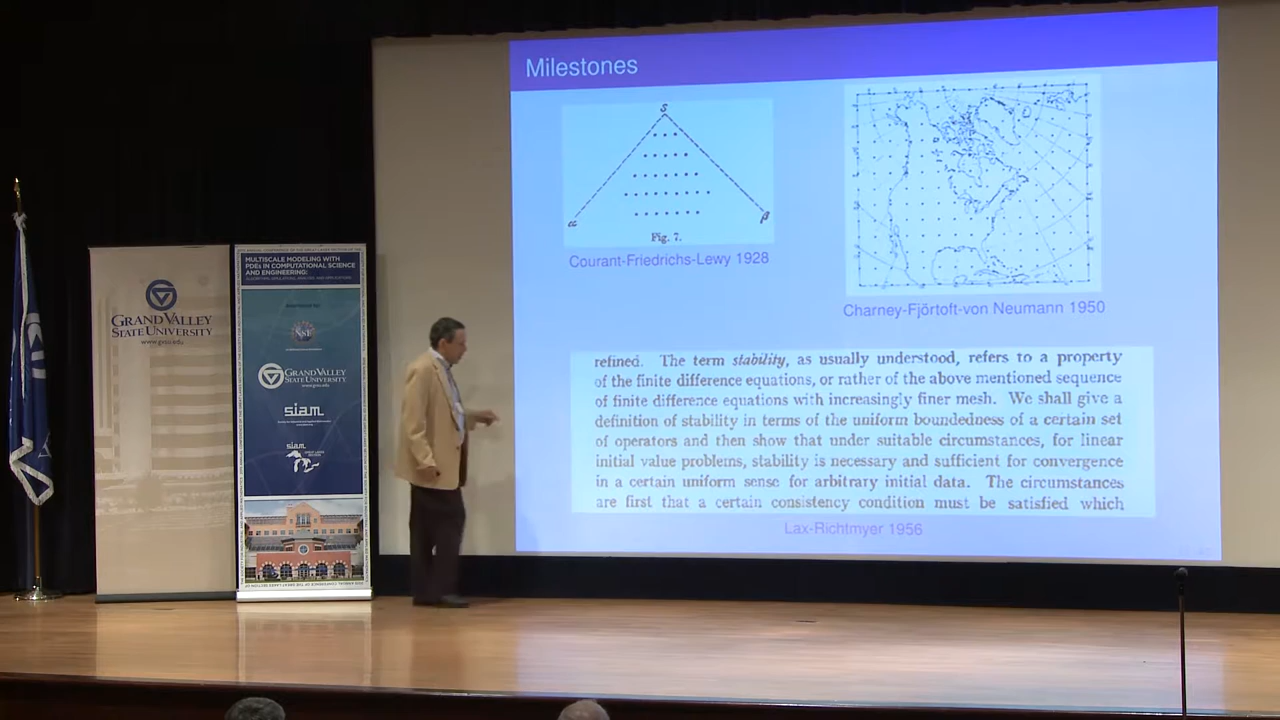 Milestones
S
α
β
Fig. 7.
Courant-Friedrichs-Lewy 1928
Charney-Fjörtoft-von Neumann 1950
refined. The term stability, as usually understood, refers to a property
of the finite difference equations, or rather of the above mentioned sequence
of finite difference equations with increasingly finer mesh. We shall give a
definition of stability in terms of the uniform boundedness of a certain set
of operators and then show that under suitable circumstances, for linear
initial value problems, stability is necessary and sufficient for convergence
in a certain uniform sense for arbitrary initial data. The circumstances
are first that a certain consistency condition must be satisfied which
Lax-Richtmyer 1956
GRAND VALLEY
STATE UNIVERSITY
www.gvsu.edu
MULTISCALE MODELING WITH
PDEs IN COMPUTATIONAL SCIENCE
AND ENGINEERING:
NSF
GRAND VALLEY
STATE UNIVERSITY
www.gvsu.edu
siam
siam